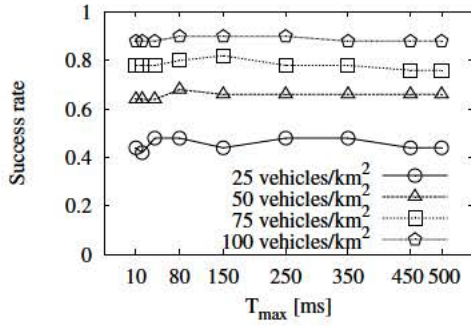 1
0.8
0.6
0.4
0.2
0
Success rate
25 vehicles/km²
50 vehicles/km²
75 vehicles/km²
100 vehicles/km²
10 80 150 250 350 450 500
T_max [ms]